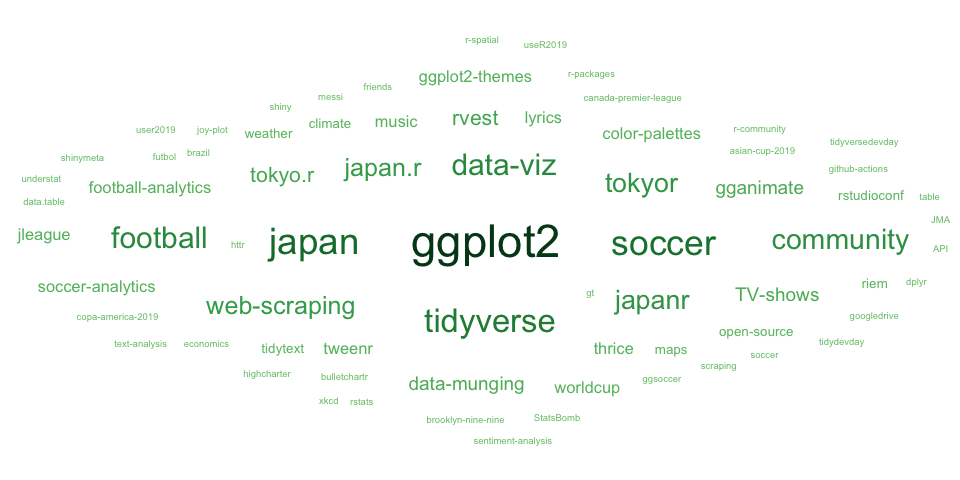 r-spatial
useR2019
ggplot2-themes
r-packages
friends
messi
canada-premier-league
shiny
climate
music
rvest
lyrics
user2019
joy-plot
weather
color-palettes
r-community
tidyversedevday
shinymeta
futbol
brazil
asian-cup-2019
understat
football-analytics
tokyo.r
japan.r
data-viz
tokyor
gganimate
github-actions
rstudioconf
table
data.table
jleague
football
httr
japan
ggplot2
soccer
community
JMA
API
soccer-analytics
web-scraping
gt
japanr
TV-shows
riem
dplyr
copa-america-2019
tidyverse
googledrive
open-source
text-analysis
economics
tidytext
tweenr
thrice
maps
soccer
tidydevday
highcharter
bulletchartr
data-munging
worldcup
ggsoccer
scraping
xkcd
rstats
brooklyn-nine-nine
StatsBomb
sentiment-analysis